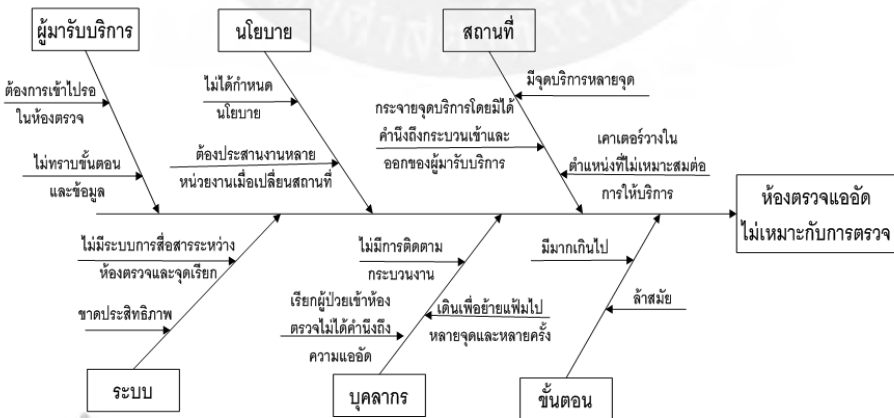 ผู้มารับบริการ
นโยบาย
สถานที่
ต้องการเข้าไปรอ
ในห้องตรวจ
ไม่ทราบขั้นตอน
และข้อมูล
ไม่ได้กำหนด
นโยบาย
ต้องประสานงานหลาย
หน่วยงานเมื่อเปลี่ยนสถานที่
มีจุดบริการหลายจุด
กระจายจุดบริการโดยมิได้
คำนึงถึงกระบวนเข้าและ
ออกของผู้มารับบริการ
เคาเตอร์วางใน
ตำแหน่งที่ไม่เหมาะสมต่อ
การให้บริการ
ห้องตรวจแออัด
ไม่เหมาะกับการตรวจ
ไม่มีระบบการสื่อสารระหว่าง
ห้องตรวจและจุดเรียก
ขาดประสิทธิภาพ
ไม่มีการติดตาม
กระบวนงาน
เรียกผู้ป่วยเข้าห้อง
ตรวจไม่ได้คำนึงถึง
ความแออัด
เดินเพื่อย้ายแฟ้มไป
หลายจุดและหลายครั้ง
มีมากเกินไป
ล้าสมัย
ระบบ
บุคลากร
ขั้นตอน